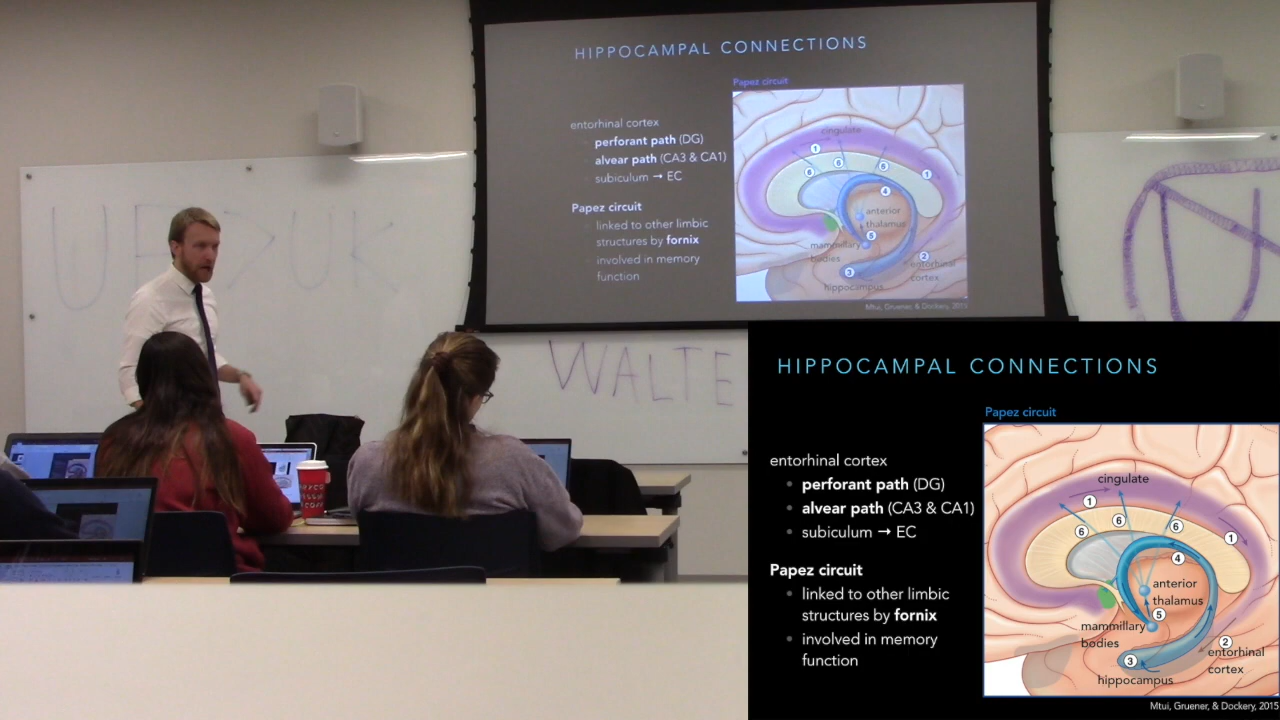 HIPPOCAMPAL CONNECTIONS
Papez circuit
entorhinal cortex
perforant path (DG)
alvear path (CA3 & CA1)
subiculum → EC
Papez circuit
linked to other limbic
structures by fornix
involved in memory
function
cingulate
1
6
6
6
1
4
anterior
thalamus
5
mammillary
bodies
2
entorhinal
cortex
3
hippocampus
Mtui, Gruener, & Dockery, 2015
WALTE
HIPPOCAMPAL CONNECTIONS
Papez circuit
entorhinal cortex
• perforant path (DG)
• alvear path (CA3 & CA1)
• subiculum → EC
Papez circuit
• linked to other limbic
structures by fornix
• involved in memory
function
cingulate
1
6
6
6
1
4
anterior
thalamus
5
mammillary
bodies
2
entorhinal
cortex
3
hippocampus
Mtui, Gruener, & Dockery, 2015